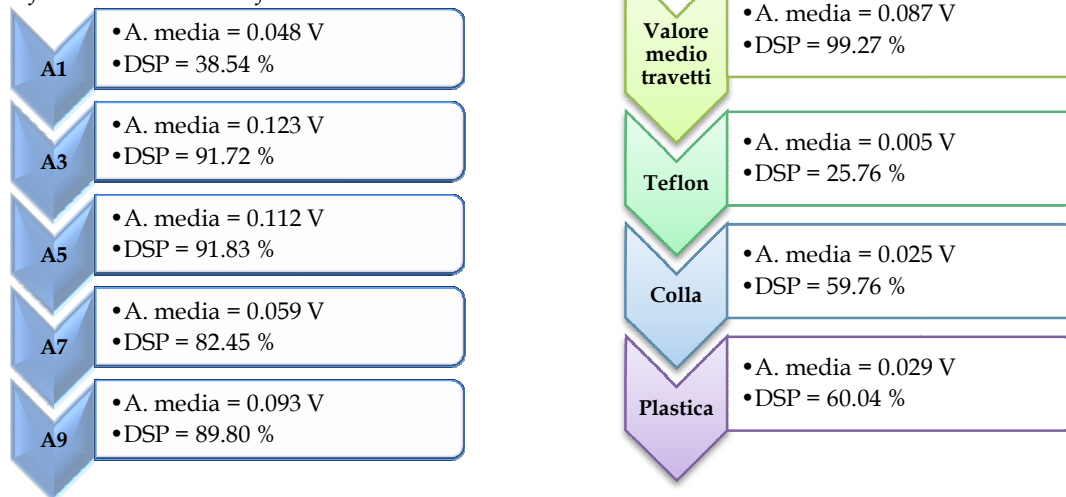 A1
•A. media = 0.048 V
•DSP = 38.54 %
A3
•A. media = 0.123 V
•DSP = 91.72 %
A5
•A. media = 0.112 V
•DSP = 91.83 %
A7
•A. media = 0.059 V
•DSP = 82.45 %
A9
•A. media = 0.093 V
•DSP = 89.80 %
Valore
medio
travetti
•A. media = 0.087 V
•DSP = 99.27 %
Teflon
•A. media = 0.005 V
•DSP = 25.76 %
Colla
•A. media = 0.025 V
•DSP = 59.76 %
Plastica
•A. media = 0.029 V
•DSP = 60.04 %